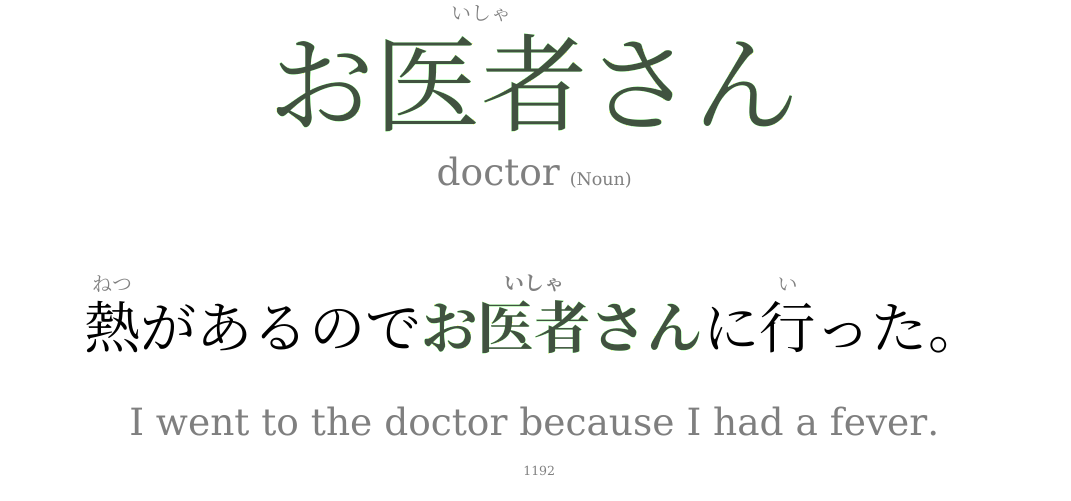 いしゃ
お医者さん
doctor (Noun)
ねつ いしゃ い
熱があるのでお医者さんに行った。
I went to the doctor because I had a fever.
1192